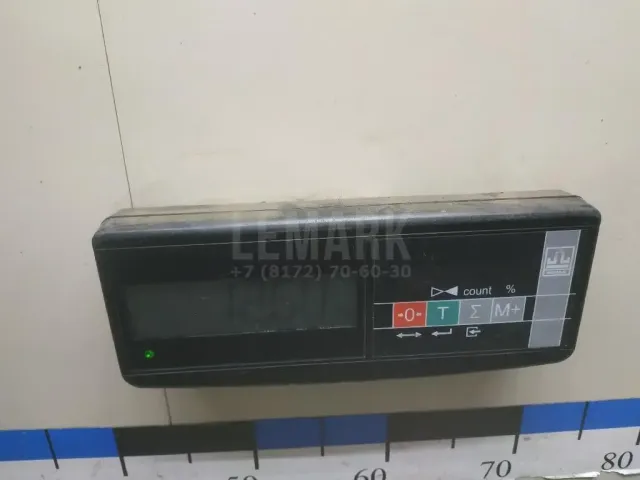 LEMARK
+7 (8172) 70-60-30
count %
-0- T Σ M+
50 60 70 80